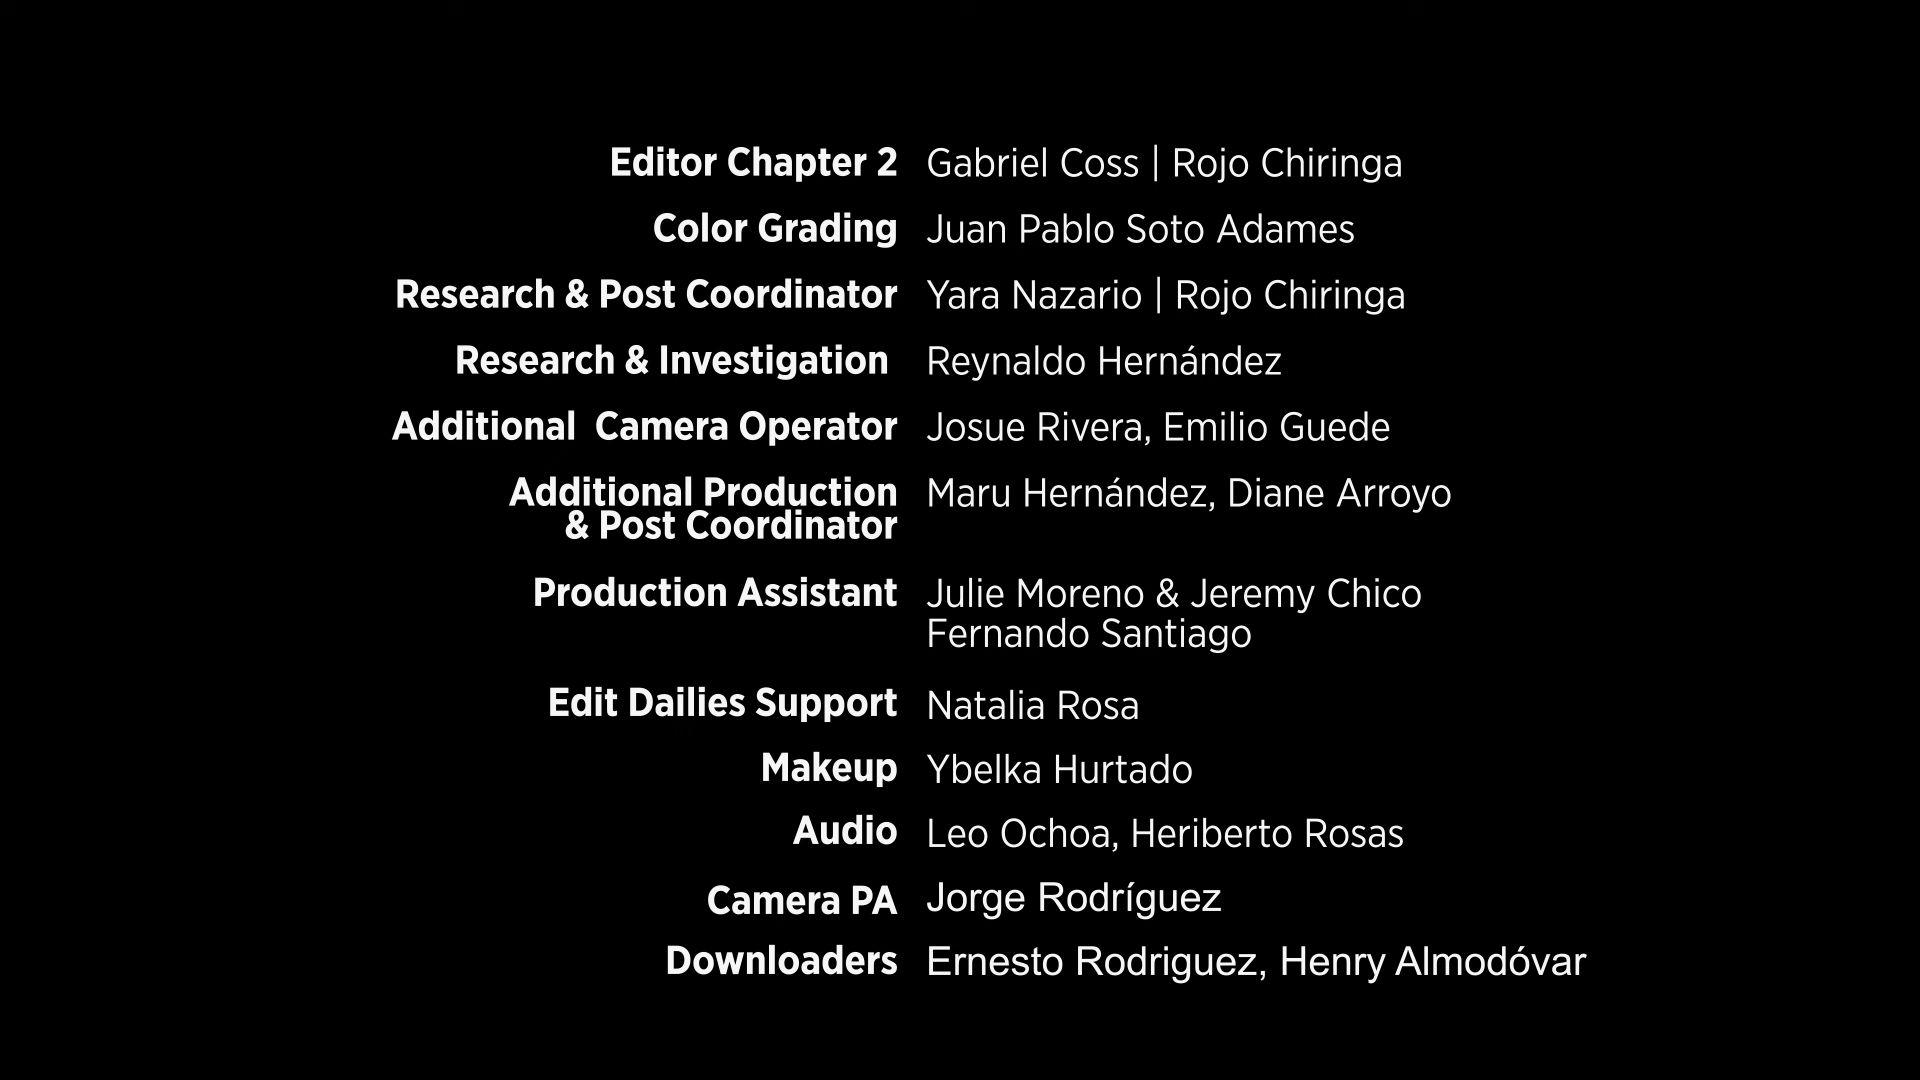 Editor Chapter 2 Gabriel Coss | Rojo Chiringa
Color Grading Juan Pablo Soto Adames
Research & Post Coordinator Yara Nazario | Rojo Chiringa
Research & Investigation Reynaldo Hernández
Additional  Camera Operator Josue Rivera, Emilio Guede
Additional Production Maru Hernández, Diane Arroyo
& Post Coordinator
Production Assistant Julie Moreno & Jeremy Chico
Fernando Santiago
Edit Dailies Support Natalia Rosa
Makeup Ybelka Hurtado
Audio Leo Ochoa, Heriberto Rosas
Camera PA Jorge Rodríguez
Downloaders Ernesto Rodriguez, Henry Almodóvar